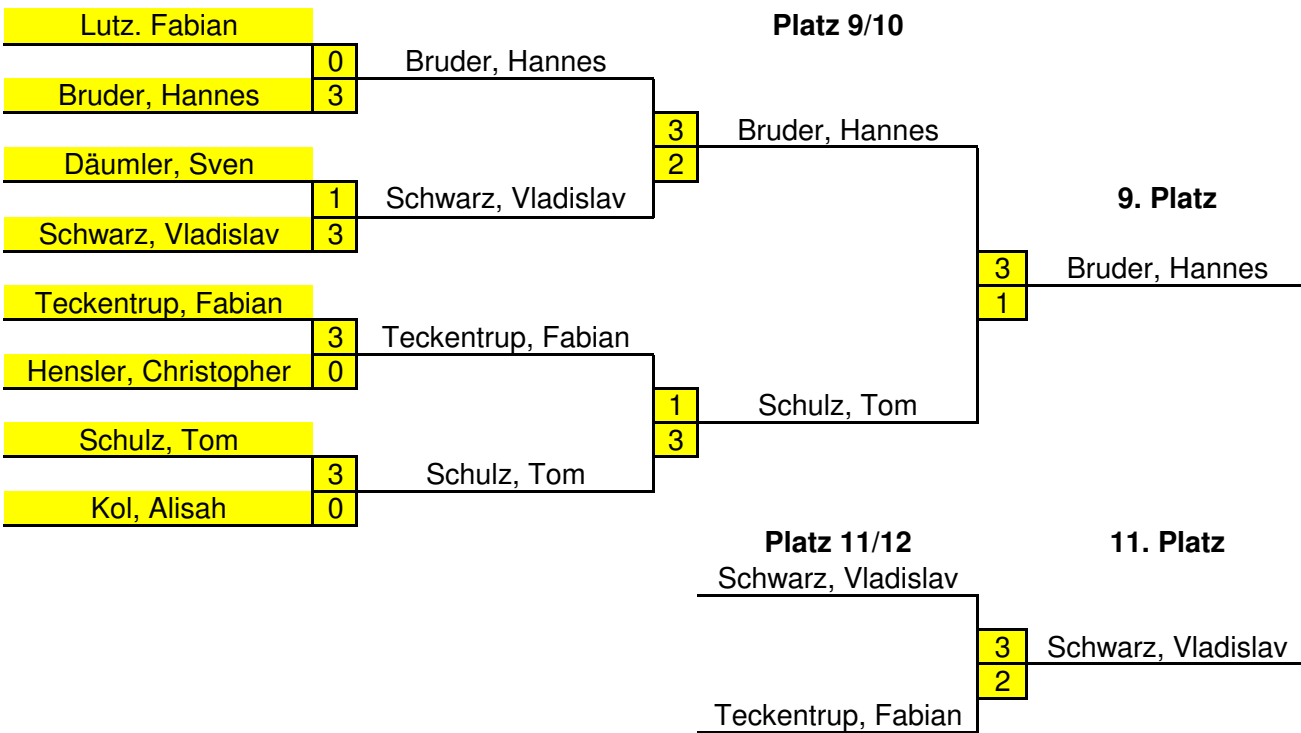 Lutz. Fabian
Platz 9/10
0
Bruder, Hannes
Bruder, Hannes
3
3
Bruder, Hannes
Däumler, Sven
2
1
Schwarz, Vladislav
9. Platz
Schwarz, Vladislav
3
3
Bruder, Hannes
Teckentrup, Fabian
1
3
Teckentrup, Fabian
Hensler, Christopher
0
1
Schulz, Tom
Schulz, Tom
3
3
Schulz, Tom
Kol, Alisah
0
Platz 11/12
11. Platz
Schwarz, Vladislav
3
Schwarz, Vladislav
2
Teckentrup, Fabian